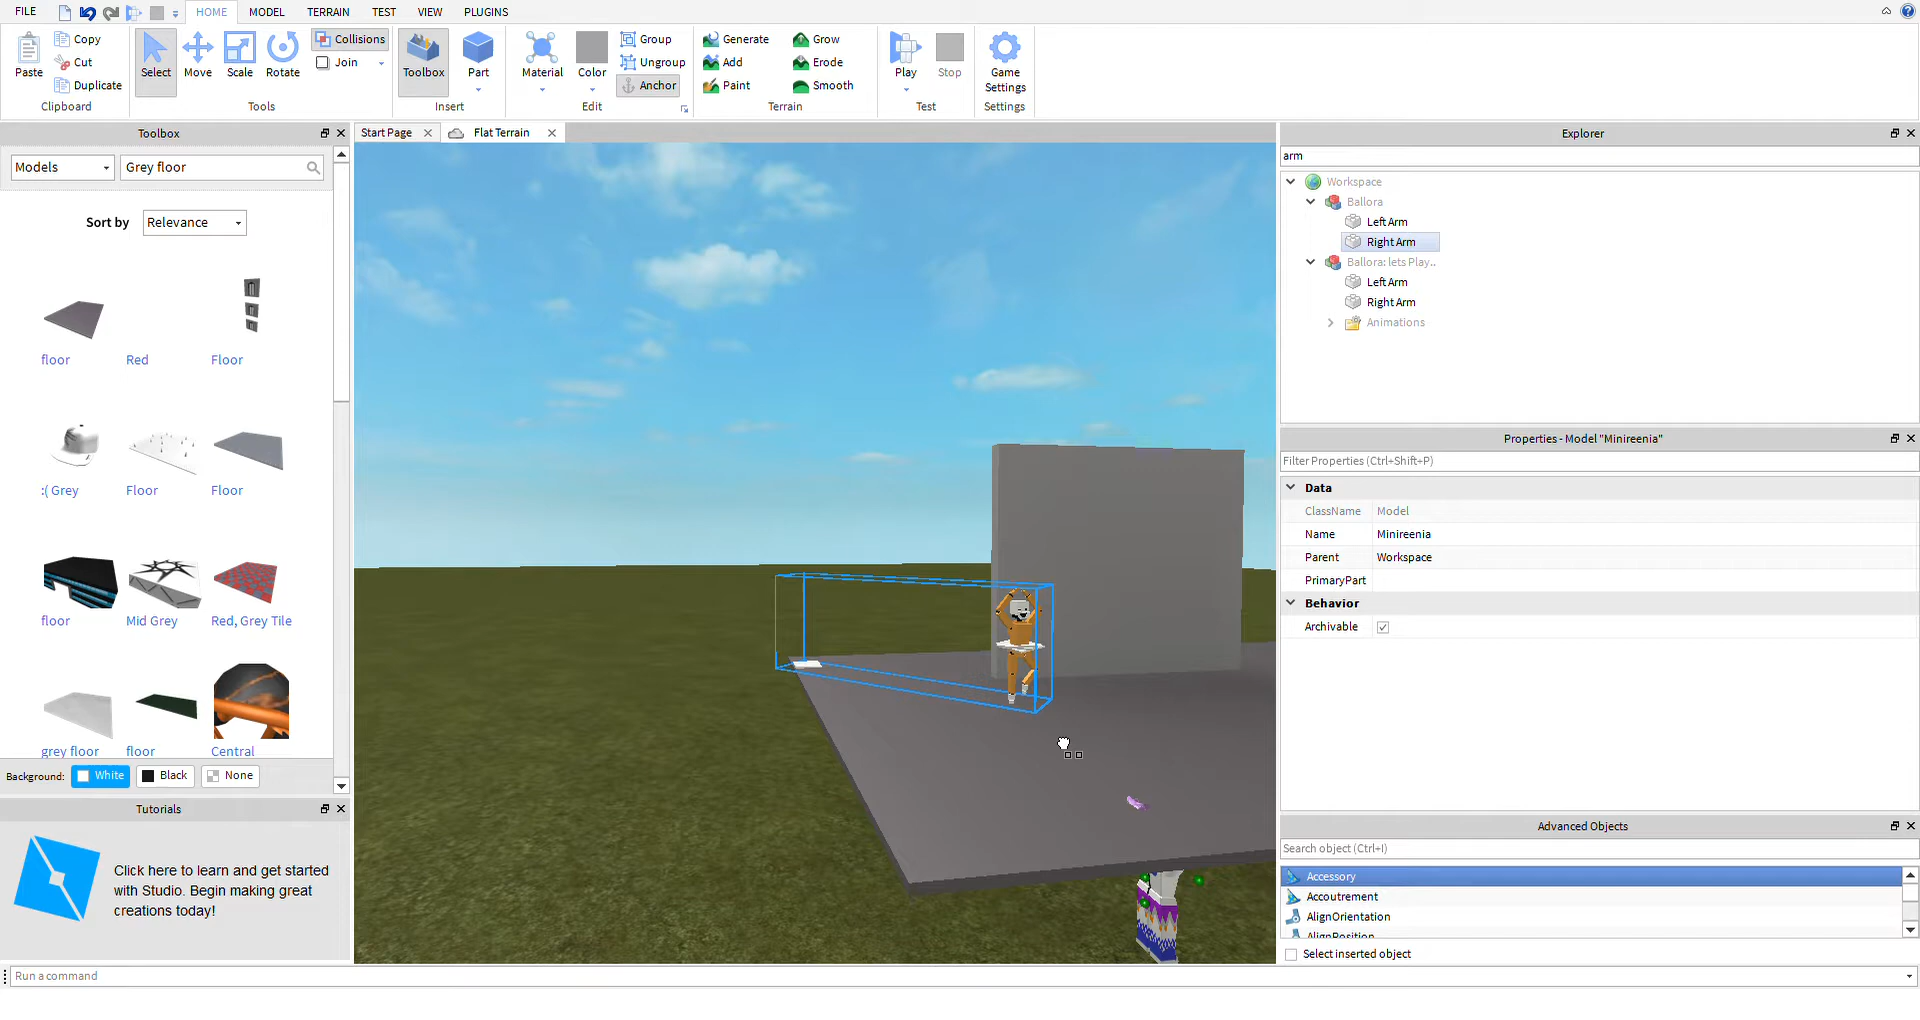 FILE
HOME
MODEL
TERRAIN
TEST
VIEW
PLUGINS
Paste
Copy
Cut
Duplicate
Clipboard
Select
Move
Scale
Rotate
Collisions
Join
Tools
Toolbox
Part
Insert
Material
Color
Group
Ungroup
Anchor
Edit
Generate
Add
Paint
Grow
Erode
Smooth
Terrain
Play
Stop
Test
Game
Settings
Settings
Toolbox
Models
Grey floor
Sort by
Relevance
floor
Red
Floor
:( Grey
Floor
Floor
floor
Mid Grey
Red, Grey Tile
grey floor
floor
Central
Background:
White
Black
None
Tutorials
Click here to learn and get started
with Studio. Begin making great
creations today!
Start Page
Flat Terrain
Explorer
arm
Workspace
Ballora
Left Arm
Right Arm
Ballora: lets Play..
Left Arm
Right Arm
Animations
Properties - Model "Minireenia"
Filter Properties (Ctrl+Shift+P)
Data
ClassName Model
Name Minireenia
Parent Workspace
PrimaryPart
Behavior
Archivable
Advanced Objects
Search object (Ctrl+I)
Accessory
Accoutrement
AlignOrientation
AlignPosition
Select inserted object
Run a command